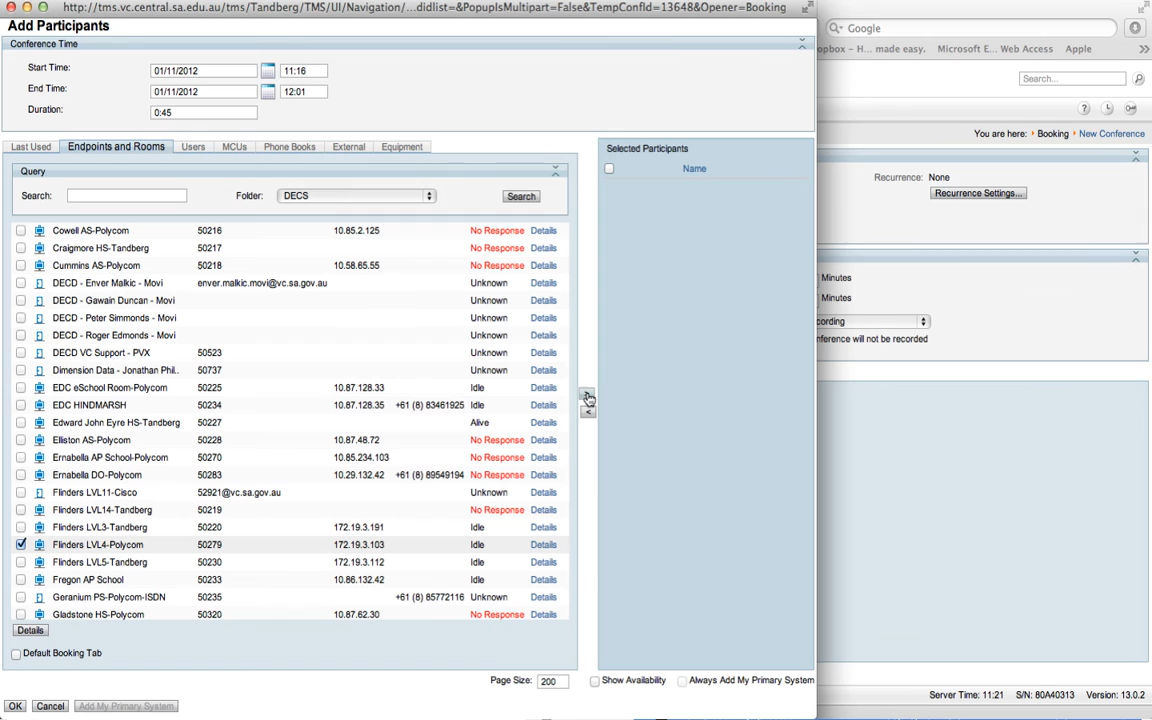 http://tms.vc.central.sa.edu.au/tms/Tandberg/TMS/UI/Navigation/...didlist=&PopupIsMultipart=False&TempConfId=13648&Opener=Booking
Google
opbox – H... made easy. Microsoft E... Web Access Apple
Add Participants
Conference Time
Start Time: 01/11/2012 11:16
End Time: 01/11/2012 12:01
Duration: 0:45
Search...
You are here: Booking New Conference
Last Used Endpoints and Rooms Users MCUs Phone Books External Equipment
Selected Participants
Name
Query
Search: Folder: DECS Search
Recurrence: None
Recurrence Settings...
Cowell AS-Polycom 50216 10.85.2.125 No Response Details
Craigmore HS-Tandberg 50217 No Response Details
Cummins AS-Polycom 50218 10.58.65.55 No Response Details
DECD - Enver Malkic - Movi enver.malkic.movi@vc.sa.gov.au Unknown Details
DECD - Gawain Duncan - Movi Unknown Details
DECD - Peter Simmonds - Movi Unknown Details
DECD - Roger Edmonds - Movi Unknown Details
DECD VC Support - PVX 50523 Unknown Details
Dimension Data - Jonathan Phil.. 50737 Unknown Details
EDC eSchool Room-Polycom 50225 10.87.128.33 Idle Details
EDC HINDMARSH 50234 10.87.128.35 +61 (8) 83461925 Idle Details
Edward John Eyre HS-Tandberg 50227 Alive Details
Elliston AS-Polycom 50228 10.87.48.72 No Response Details
Ernabella AP School-Polycom 50270 10.85.234.103 No Response Details
Ernabella DO-Polycom 50283 10.29.132.42 +61 (8) 89549194 No Response Details
Flinders LVL11-Cisco 52921@vc.sa.gov.au Unknown Details
Flinders LVL14-Tandberg 50219 No Response Details
Flinders LVL3-Tandberg 50220 172.19.3.191 Idle Details
Flinders LVL4-Polycom 50279 172.19.3.103 Idle Details
Flinders LVL5-Tandberg 50230 172.19.3.112 Idle Details
Fregon AP School 50233 10.86.132.42 Idle Details
Geranium PS-Polycom-ISDN 50235 +61 (8) 85772116 Unknown Details
Gladstone HS-Polycom 50320 10.87.62.30 No Response Details
Minutes
Minutes
cording
nference will not be recorded
<
Details
Default Booking Tab
Page Size: 200 Show Availability Always Add My Primary System
OK Cancel Add My Primary System
Server Time: 11:21 S/N: 80A40313 Version: 13.0.2